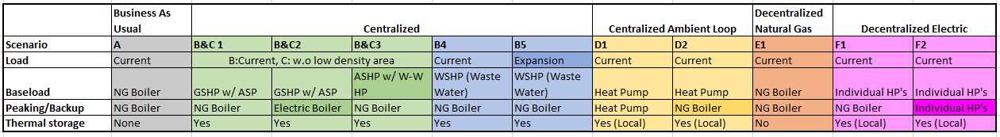 Business As Usual Centralized Centralized Ambient Loop Decentralized Natural Gas Decentralized Electric
Scenario A B&C 1 B&C2 B&C3 B4 B5 D1 D2 E1 F1 F2
Load Current B:Current, C: w.o low density area Current Expansion Current Current Current Current Current
Baseload NG Boiler GSHP w/ ASP GSHP w/ ASP ASHP w/ W-W HP WSHP (Waste Water) WSHP (Waste Water) Heat Pump Heat Pump NG Boiler Individual HP's Individual HP's
Peaking/Backup NG Boiler NG Boiler Electric Boiler NG Boiler NG Boiler NG Boiler Heat Pump NG Boiler NG Boiler NG Boiler Individual HP's
Thermal storage None Yes Yes Yes Yes Yes Yes (Local) Yes (Local) No Yes (Local) Yes (Local)